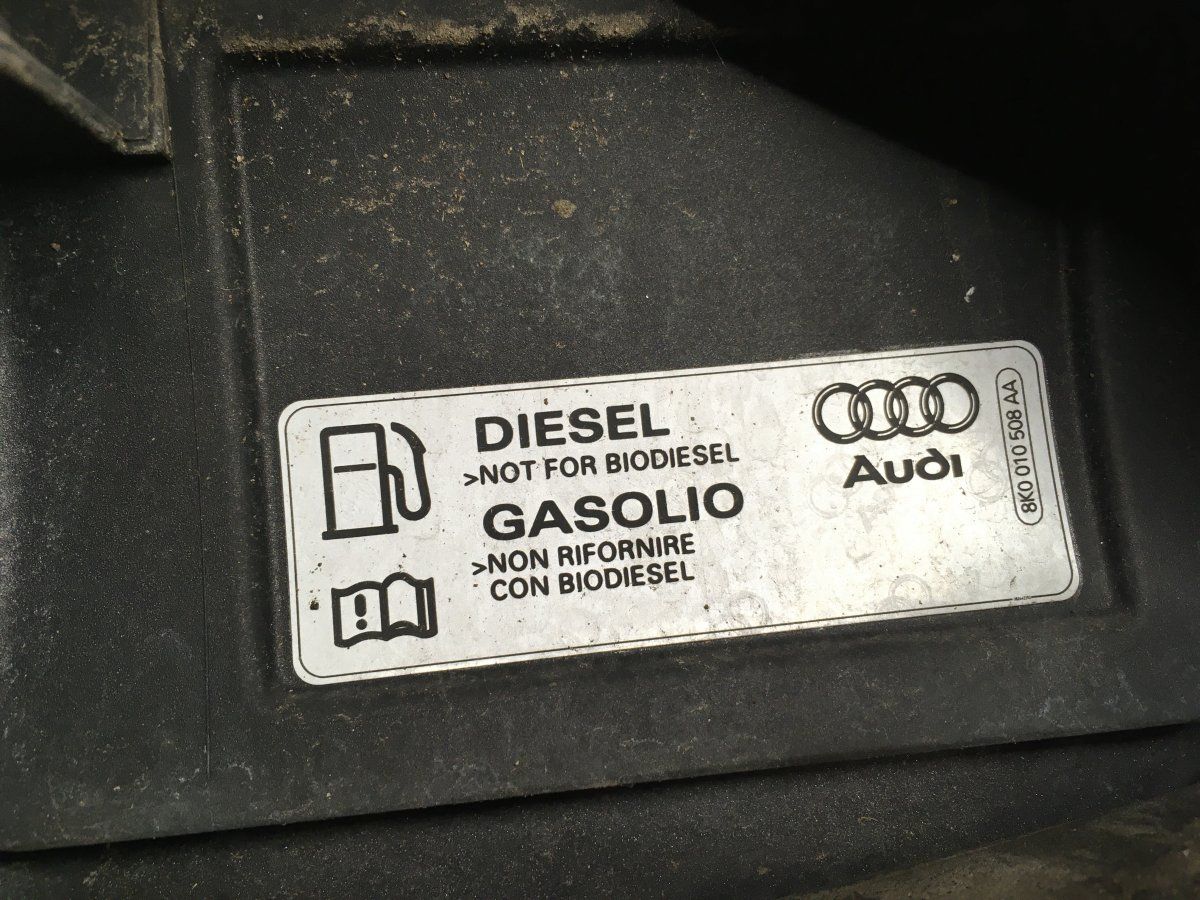 DIESEL
>NOT FOR BIODIESEL
GASOLIO
>NON RIFORNIRE
CON BIODIESEL
Audi
8K0 010 508 AA